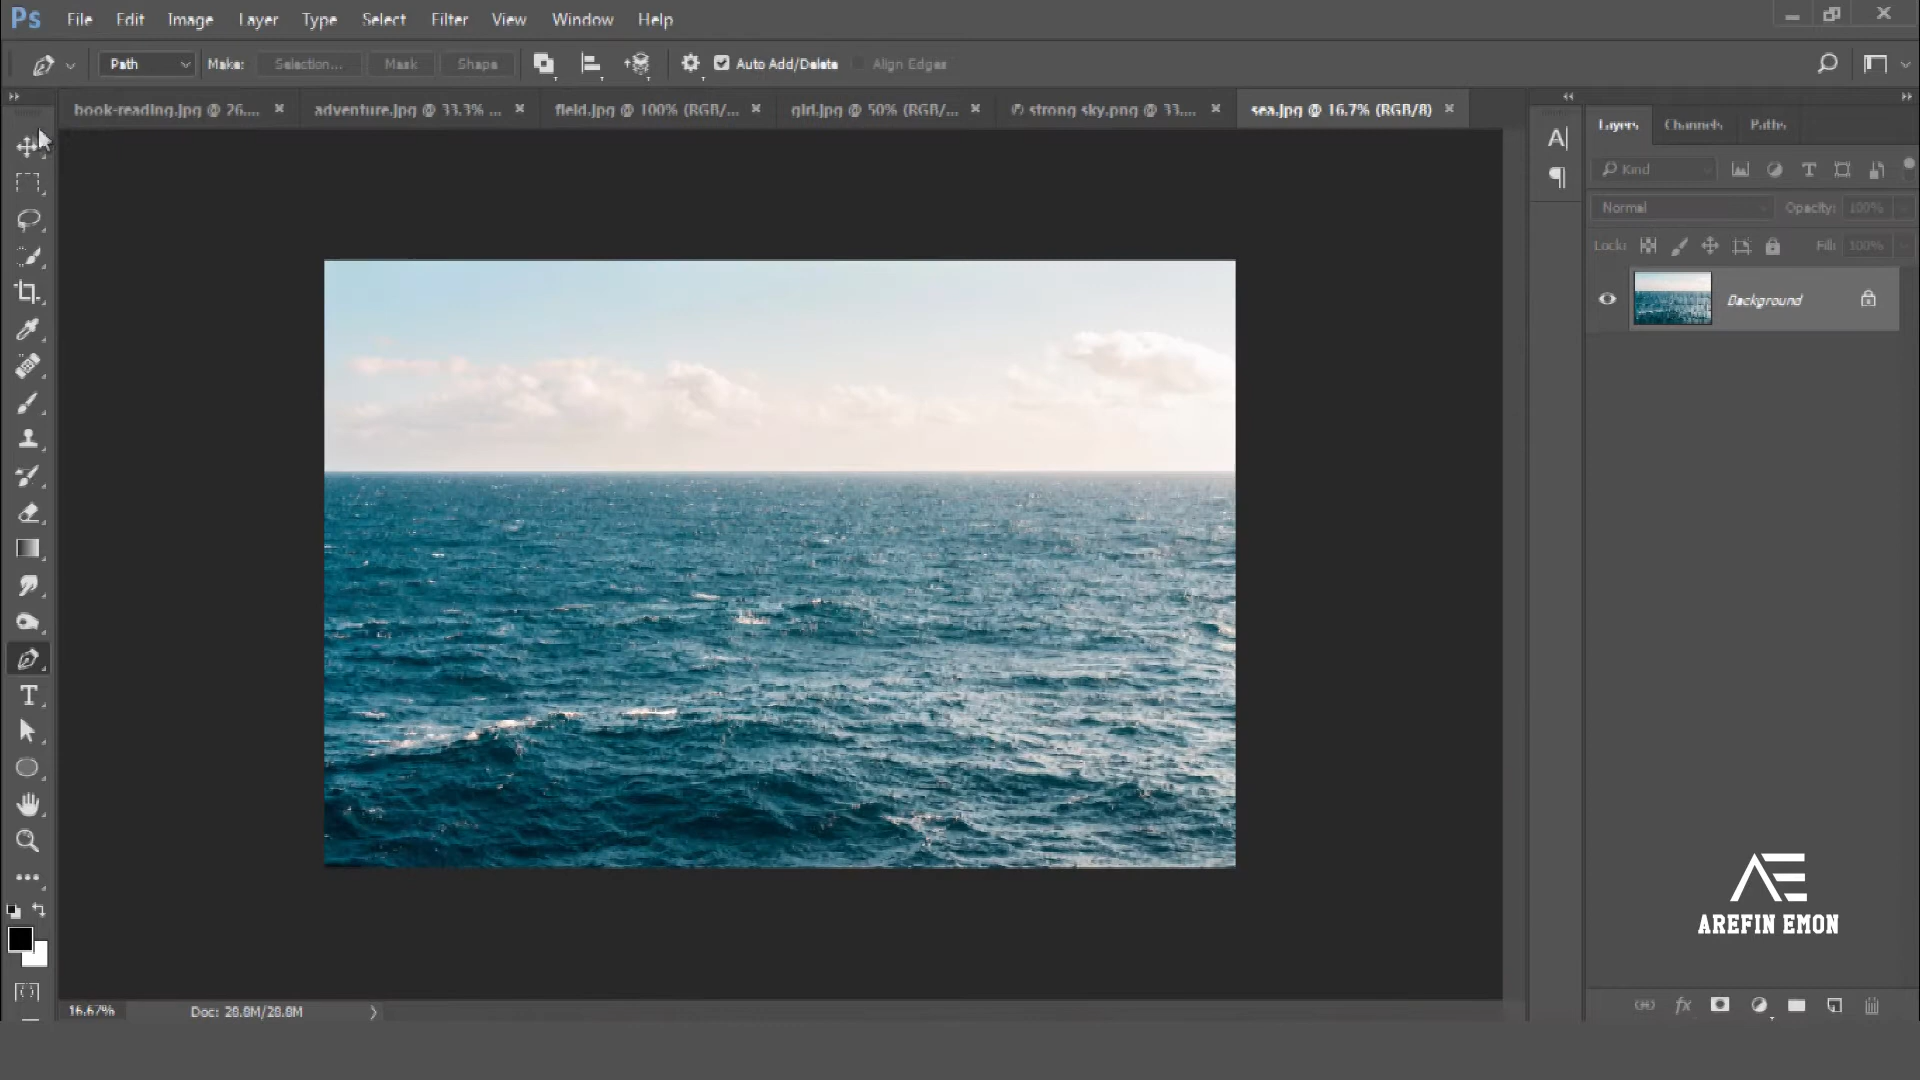 Ps File Edit Image Layer Type Select Filter View Window Help
Path Make: Selection... Mask Shape Auto Add/Delete Align Edges
book-reading.jpg @ 26.... adventure.jpg @ 33.3% ... field.jpg @ 100% (RGB/... girl.jpg @ 50% (RGB/... © strong sky.png @ 33.... sea.jpg @ 16.7% (RGB/8)
Layers Channels Paths
Kind
Normal Opacity: 100%
Lock: Fill: 100%
Background
AE
AREFIN EMON
fx
16.67% Doc: 28.8M/28.8M